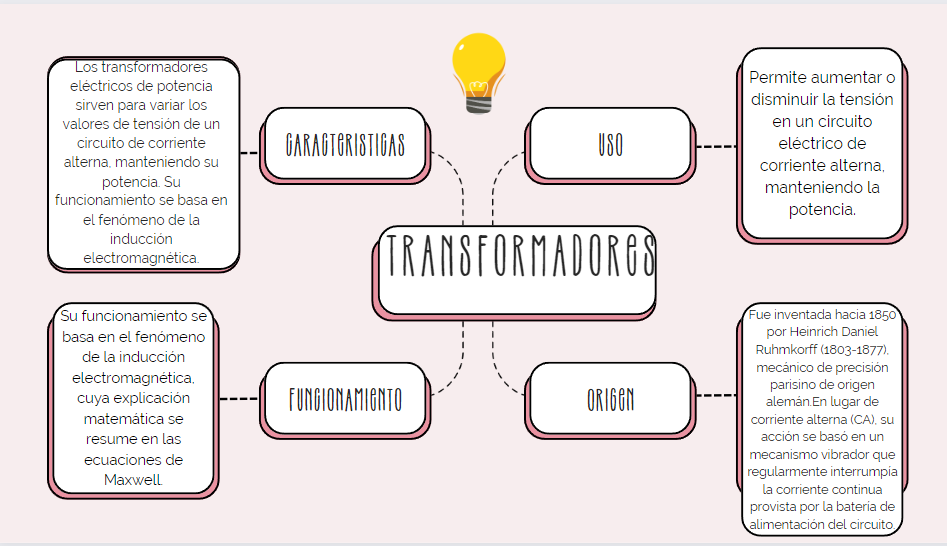 Los transformadores
eléctricos de potencia
sirven para variar los
valores de tensión de un
circuito de corriente
alterna, manteniendo su
potencia. Su
funcionamiento se basa en
el fenómeno de la
inducción
electromagnética.
CARACTERISTICAS
USO
Permite aumentar o
disminuir la tensión
en un circuito
eléctrico de
corriente alterna,
manteniendo la
potencia.
TRANSFORMADORES
Su funcionamiento se
basa en el fenómeno
de la inducción
electromagnética,
cuya explicación
matemática se
resume en las
ecuaciones de
Maxwell.
FUNCIONAMIENTO
ORIGEN
Fue inventada hacia 1850
por Heinrich Daniel
Ruhmkorff (1803-1877),
mecánico de precisión
parisino de origen
alemán.En lugar de
corriente alterna (CA), su
acción se basó en un
mecanismo vibrador que
regularmente interrumpía
la corriente continua
provista por la batería de
alimentación del circuito.